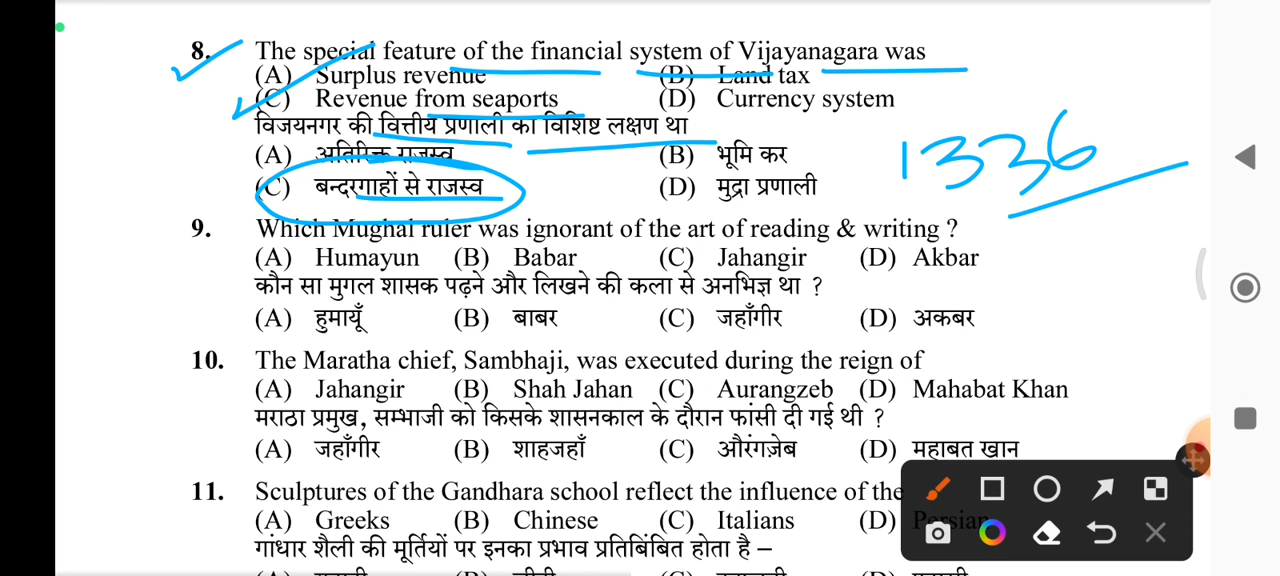 8. The special feature of the financial system of Vijayanagara was
(A) Surplus revenue (B) Land tax
(C) Revenue from seaports (D) Currency system
विजयनगर की वित्तीय प्रणाली का विशिष्ट लक्षण था
(A) अतिरिक्त राजस्व (B) भूमि कर
(C) बन्दरगाहों से राजस्व (D) मुद्रा प्रणाली
1336
9. Which Mughal ruler was ignorant of the art of reading & writing ?
(A) Humayun (B) Babar (C) Jahangir (D) Akbar
कौन सा मुगल शासक पढ़ने और लिखने की कला से अनभिज्ञ था ?
(A) हुमायूँ (B) बाबर (C) जहाँगीर (D) अकबर
10. The Maratha chief, Sambhaji, was executed during the reign of
(A) Jahangir (B) Shah Jahan (C) Aurangzeb (D) Mahabat Khan
मराठा प्रमुख, सम्भाजी को किसके शासनकाल के दौरान फांसी दी गई थी ?
(A) जहाँगीर (B) शाहजहाँ (C) औरंगज़ेब (D) महाबत खान
11. Sculptures of the Gandhara school reflect the influence of the
(A) Greeks (B) Chinese (C) Italians (D) Persian
गांधार शैली की मूर्तियों पर इनका प्रभाव प्रतिबिंबित होता है –